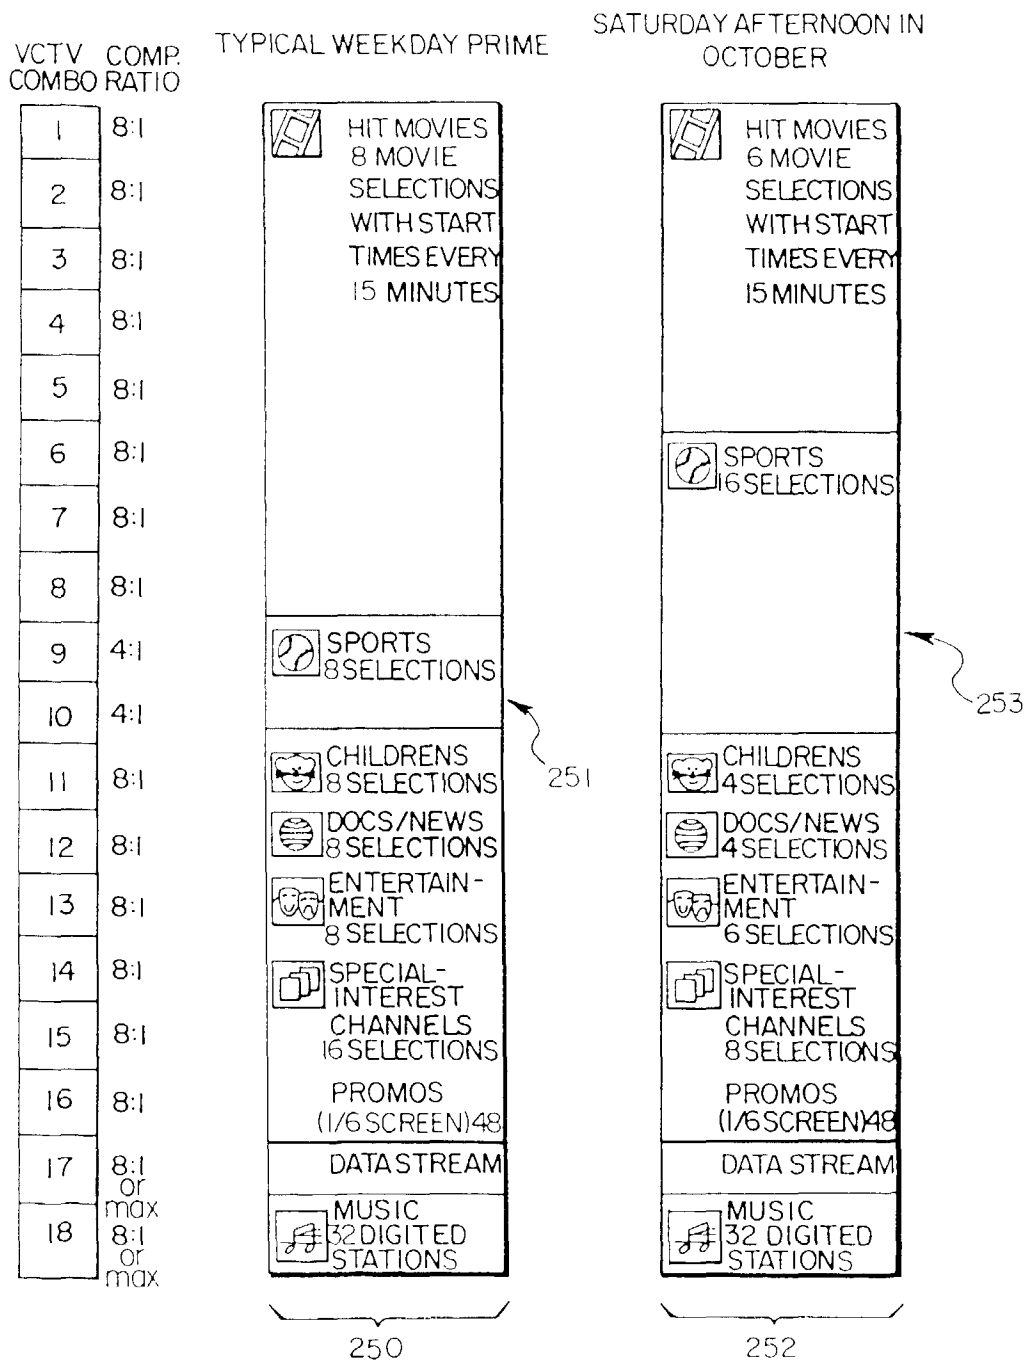 VCTV COMBO
COMP. RATIO
1 8:1
2 8:1
3 8:1
4 8:1
5 8:1
6 8:1
7 8:1
8 8:1
9 4:1
10 4:1
11 8:1
12 8:1
13 8:1
14 8:1
15 8:1
16 8:1
17 8:1
or
max
18 8:1
or
max
TYPICAL WEEKDAY PRIME
HIT MOVIES
8 MOVIE
SELECTIONS
WITH START
TIMES EVERY
15 MINUTES
SPORTS
8 SELECTIONS
251
CHILDRENS
8 SELECTIONS
DOCS/NEWS
8 SELECTIONS
ENTERTAIN-
MENT
8 SELECTIONS
SPECIAL-
INTEREST
CHANNELS
16 SELECTIONS
PROMOS
(1/6 SCREEN) 48
DATA STREAM
MUSIC
32 DIGITED
STATIONS
250
SATURDAY AFTERNOON IN
OCTOBER
HIT MOVIES
6 MOVIE
SELECTIONS
WITH START
TIMES EVERY
15 MINUTES
SPORTS
16 SELECTIONS
253
CHILDRENS
4 SELECTIONS
DOCS/NEWS
4 SELECTIONS
ENTERTAIN-
MENT
6 SELECTIONS
SPECIAL-
INTEREST
CHANNELS
8 SELECTIONS
PROMOS
(1/6 SCREEN) 48
DATA STREAM
MUSIC
32 DIGITED
STATIONS
252